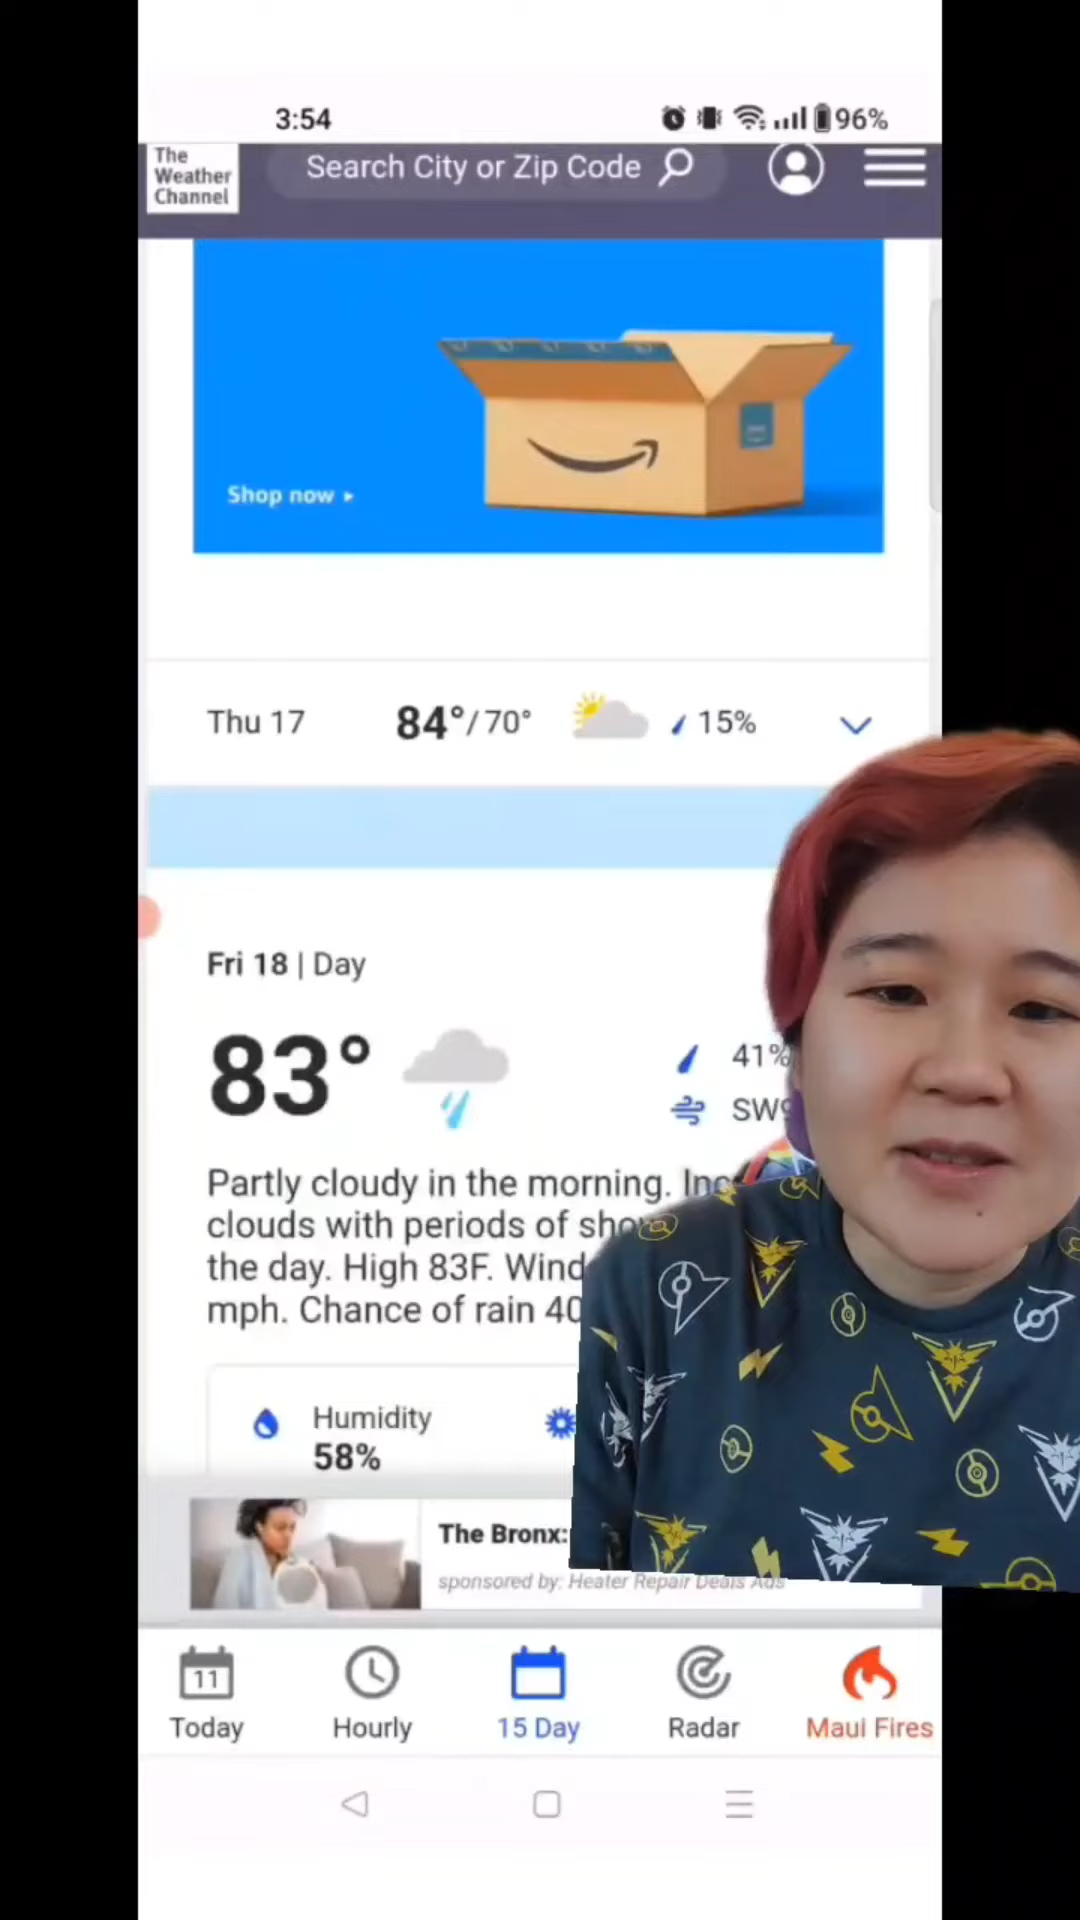 3:54
96%
The
Weather
Channel
Search City or Zip Code
Shop now
Thu 17
84°/70°
15%
Fri 18 | Day
83°
41%
SW
Partly cloudy in the morning.
clouds with periods of
the day. High 83F. Wind
mph. Chance of rain 40
Humidity
58%
The Bronx:
sponsored by: Heater Repair Deals Ads
11
Today
Hourly
15 Day
Radar
Maui Fires